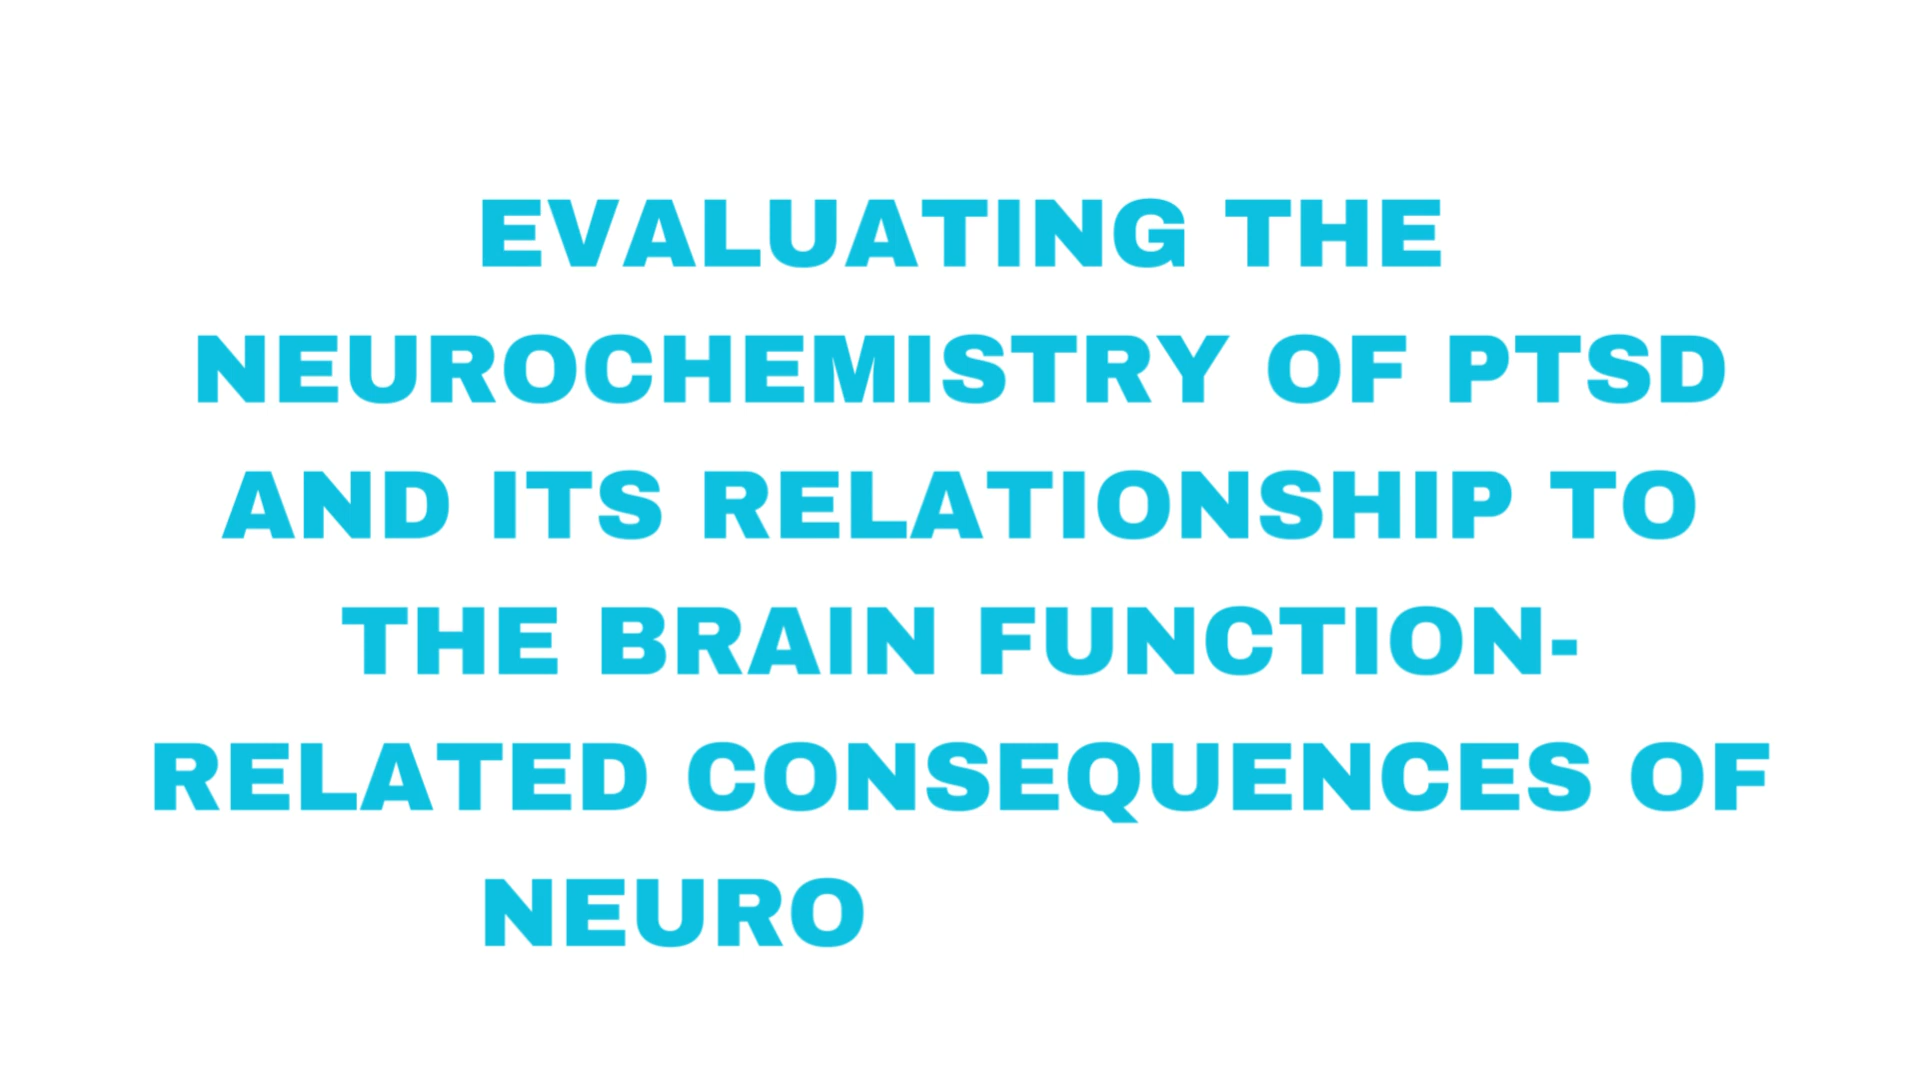 EVALUATING THE
NEUROCHEMISTRY OF PTSD
AND ITS RELATIONSHIP TO
THE BRAIN FUNCTION-
RELATED CONSEQUENCES OF
NEURO